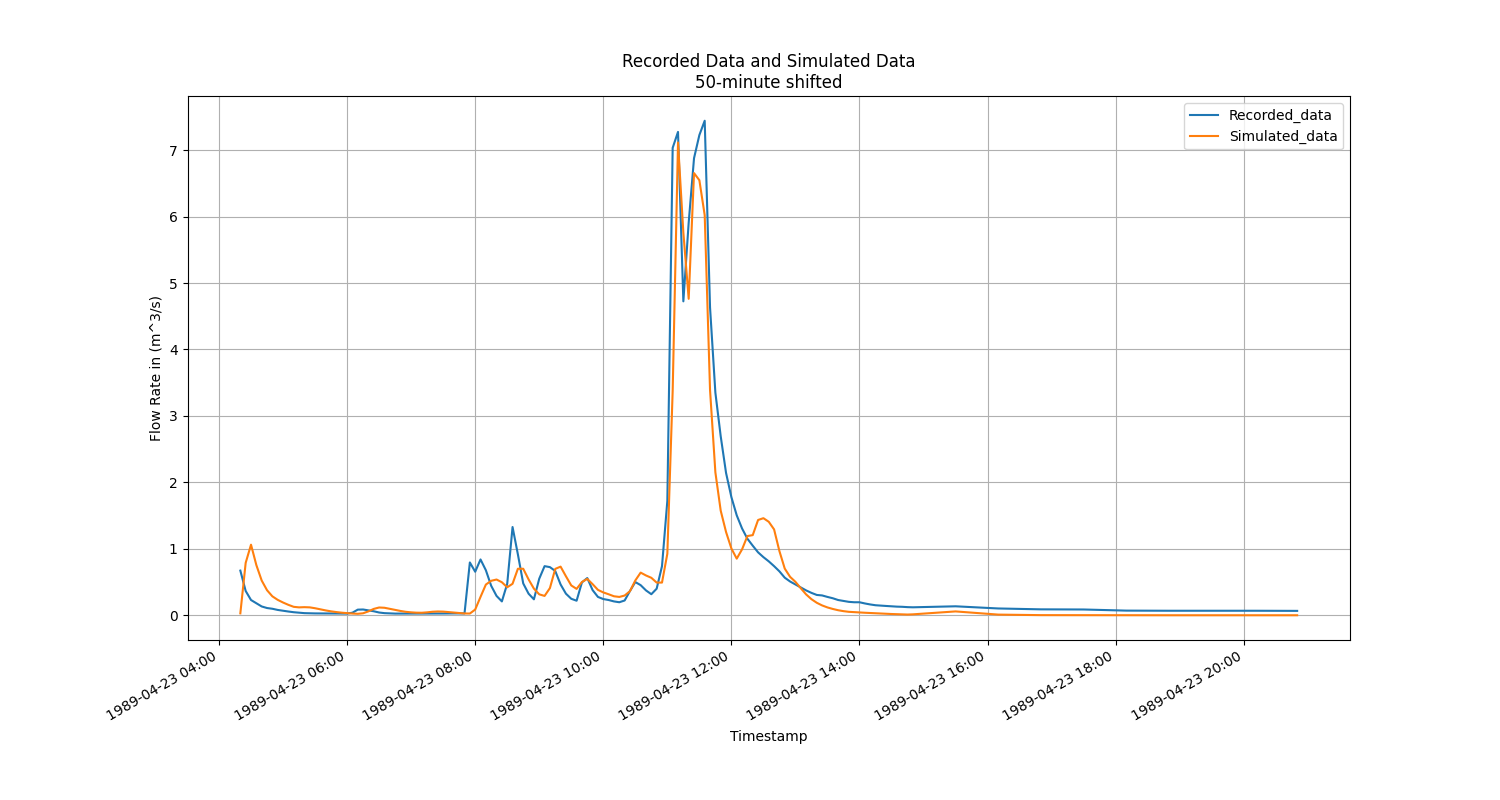 Recorded Data and Simulated Data
50-minute shifted
Recorded_data
Simulated_data
Flow Rate in (m^3/s)
7
6
5
4
3
2
1
0
1989-04-23 04:00
1989-04-23 06:00
1989-04-23 08:00
1989-04-23 10:00
1989-04-23 12:00
1989-04-23 14:00
1989-04-23 16:00
1989-04-23 18:00
1989-04-23 20:00
Timestamp